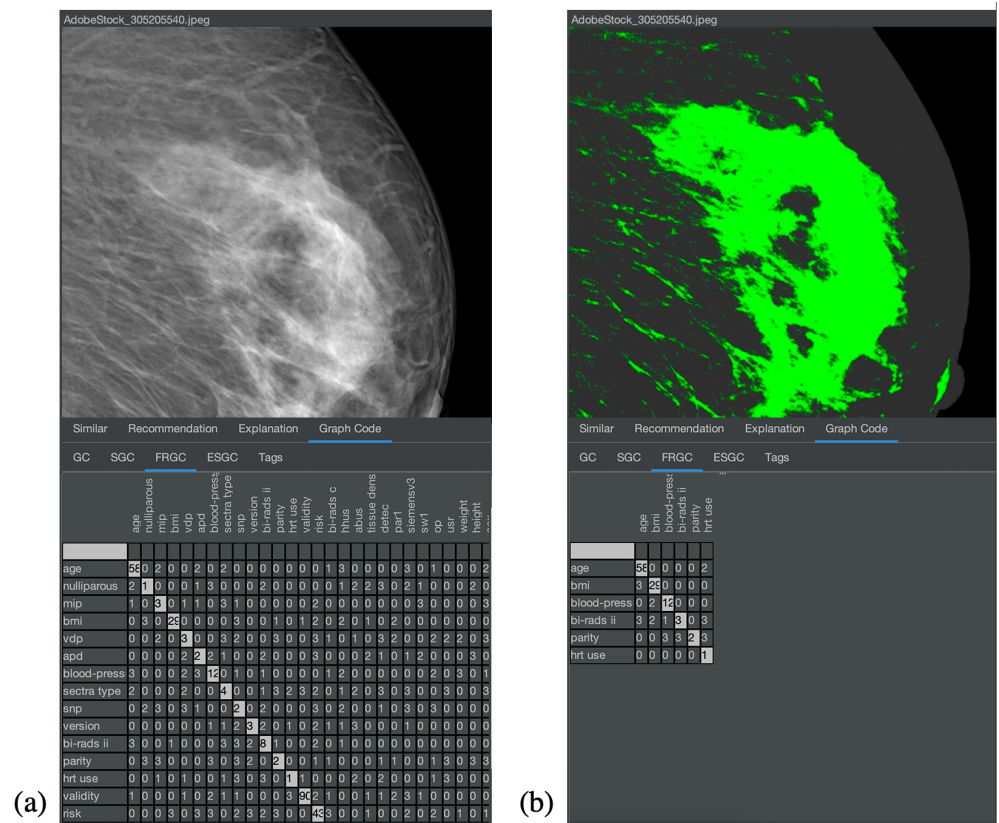 AdobeStock_305205540.jpeg
Similar Recommendation Explanation Graph Code
GC SGC FRGC ESGC Tags
age nulliparous mip bmi vdp apd blood-press sectra type snp version bi-rads ii parity hrt use validity risk bi-rads c hhus abus tissue dens detec par1 siemensv3 sw1 op usr weight height
age 58 0 2 0 2 0 2 0 2 0 0 0 0 0 0 1 3 0 0 0 0 3 0 1 0 0 0 2
nulliparous 2 1 0 0 0 1 3 0 0 0 2 0 0 0 0 2 0 1 2 2 3 0 2 1 0 0 0 2
mip 1 0 3 0 1 1 0 3 1 0 0 0 0 0 2 0 0 0 1 0 0 0 3 0 0 0 0 3
bmi 0 3 0 29 0 0 0 0 0 0 0 1 0 1 2 0 0 2 0 1 0 2 0 0 0 0 0 0
vdp 0 0 2 0 3 0 0 3 2 0 0 2 0 0 3 1 0 1 0 3 2 0 0 2 2 2 0 3
apd 0 0 0 0 2 2 2 1 0 0 2 0 0 0 3 0 0 0 2 1 0 1 2 0 1 0 0 3
blood-press 3 0 0 0 2 3 12 0 1 0 1 0 0 0 0 1 2 0 0 0 0 0 0 2 0 3 0 1
sectra type 2 0 0 0 2 0 0 4 0 0 1 3 2 3 2 0 1 2 0 0 3 0 3 0 0 3 0 3
snp 0 2 3 0 3 1 0 0 2 0 0 0 0 0 2 0 0 2 0 1 0 0 3 0 0 0 0 0
version 0 0 0 0 0 0 1 1 2 3 2 0 1 0 2 1 1 3 0 0 0 3 0 0 0 0 0 0
bi-rads ii 3 0 0 1 0 0 0 3 3 2 8 1 0 0 2 0 1 0 0 0 0 0 0 0 0 0 0 0
parity 0 3 3 0 0 3 0 0 0 0 0 2 0 0 1 0 0 0 0 1 1 0 0 1 3 0 3 3
hrt use 0 0 1 0 1 0 0 1 3 0 3 0 1 3 0 0 0 2 0 2 0 0 0 1 3 0 0 0
validity 1 0 0 0 1 0 2 1 1 0 0 3 0 90 2 0 0 1 0 1 1 0 2 0 0 0 0 1
risk 0 0 0 3 0 3 3 0 2 3 2 3 2 0 43 3 0 0 1 0 0 2 0 2 0 1 0 1
(a)
AdobeStock_305205540.jpeg
Similar Recommendation Explanation Graph Code
GC SGC FRGC ESGC Tags
age bmi blood-press bi-rads ii parity hrt use
age 58 0 0 0 0 2
bmi 3 29 0 0 0 0
blood-press 0 2 12 0 0 0
bi-rads ii 3 2 1 3 0 3
parity 0 0 3 3 2 3
hrt use 0 0 0 0 0 1
(b)